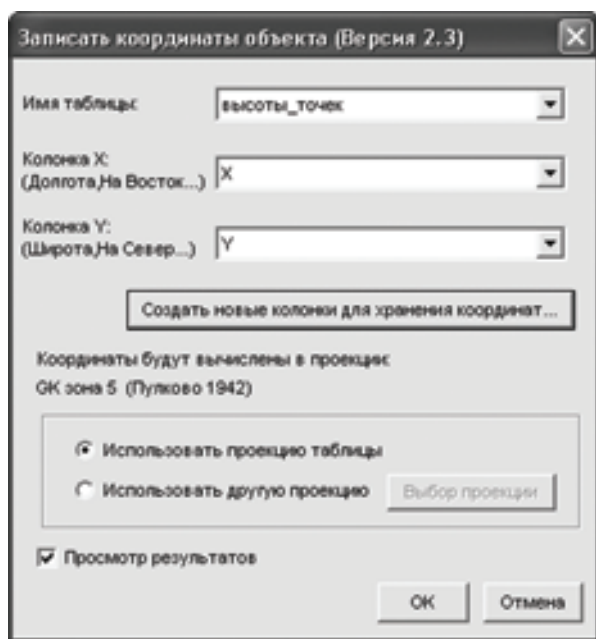 Записать координаты объекта (Версия 2.3)
Имя таблицы:
высоты_точек
Колонка X:
(Долгота,На Восток...)
X
Колонка Y:
(Широта,На Север...)
Y
Создать новые колонки для хранения координат...
Координаты будут вычислены в проекции:
GK зона 5 (Пулково 1942)
Использовать проекцию таблицы
Использовать другую проекцию
Выбор проекции
Просмотр результатов
OK
Отмена